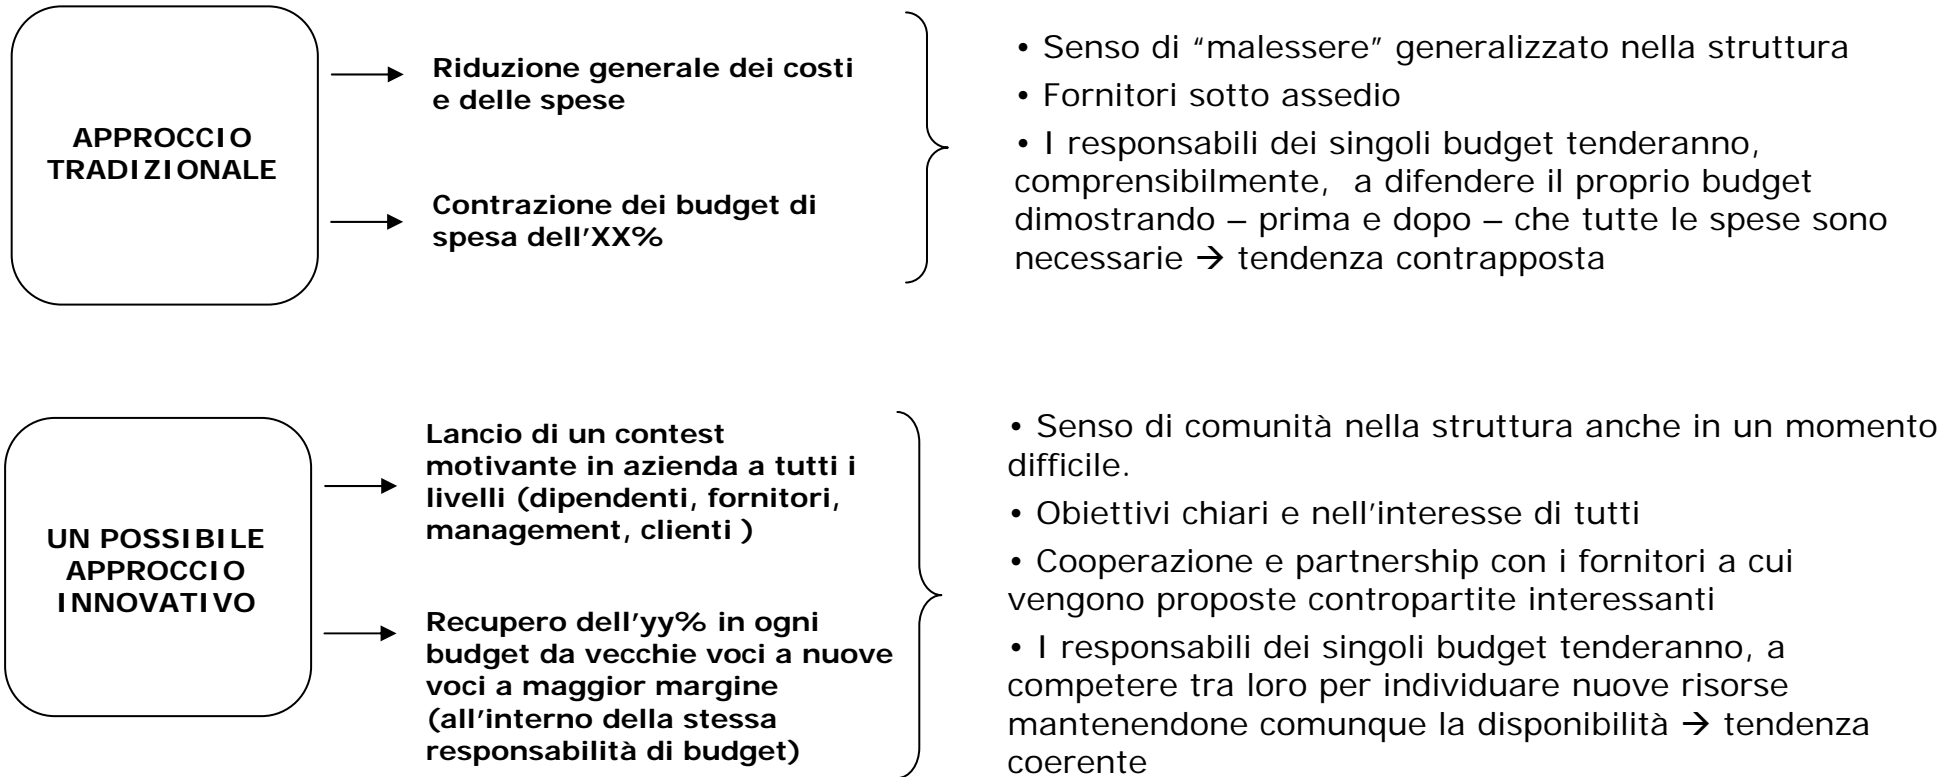 APPROCCIO
TRADIZIONALE
Riduzione generale dei costi
e delle spese
Contrazione dei budget di
spesa dell'XX%
• Senso di "malessere" generalizzato nella struttura
• Fornitori sotto assedio
• I responsabili dei singoli budget tenderanno,
comprensibilmente, a difendere il proprio budget
dimostrando – prima e dopo – che tutte le spese sono
necessarie → tendenza contrapposta
UN POSSIBILE
APPROCCIO
INNOVATIVO
Lancio di un contest
motivante in azienda a tutti i
livelli (dipendenti, fornitori,
management, clienti )
Recupero dell'yy% in ogni
budget da vecchie voci a nuove
voci a maggior margine
(all'interno della stessa
responsabilità di budget)
• Senso di comunità nella struttura anche in un momento
difficile.
• Obiettivi chiari e nell'interesse di tutti
• Cooperazione e partnership con i fornitori a cui
vengono proposte contropartite interessanti
• I responsabili dei singoli budget tenderanno, a
competere tra loro per individuare nuove risorse
mantenendone comunque la disponibilità → tendenza
coerente